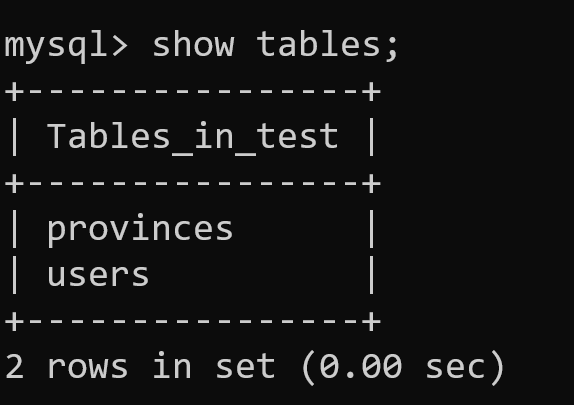 mysql> show tables;
+----------------+
| Tables_in_test |
+----------------+
| provinces      |
| users          |
+----------------+
2 rows in set (0.00 sec)